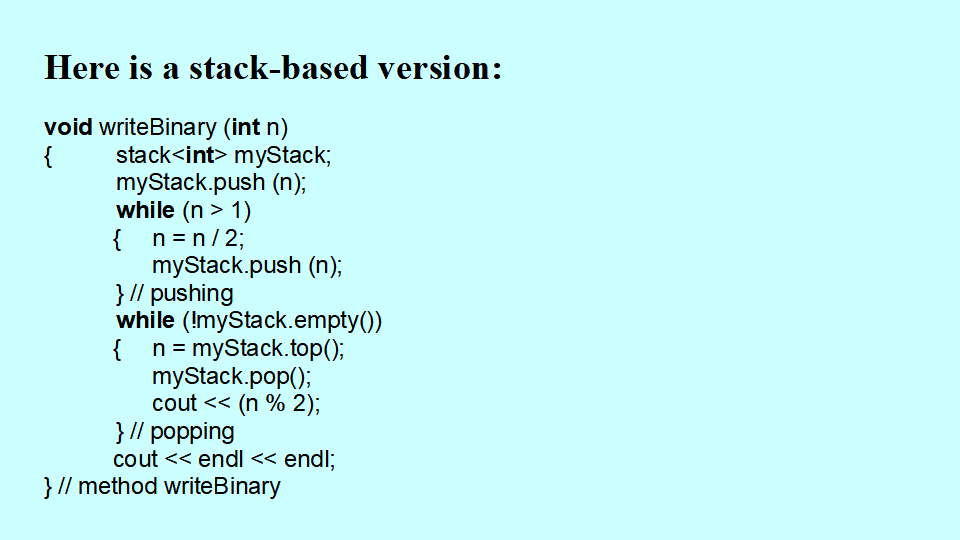 Here is a stack-based version:
void writeBinary (int n)
{ stack<int> myStack;
myStack.push (n);
while (n > 1)
{ n = n / 2;
myStack.push (n);
} // pushing
while (!myStack.empty())
{ n = myStack.top();
myStack.pop();
cout << (n % 2);
} // popping
cout << endl << endl;
} // method writeBinary